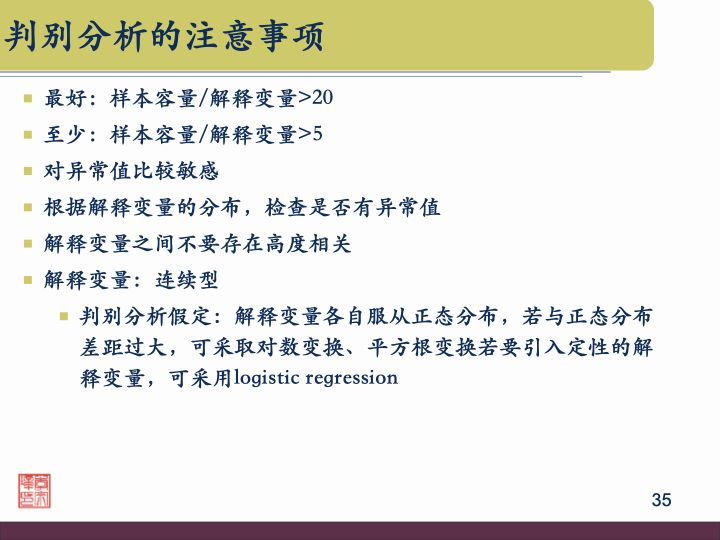 判别分析的注意事项
最好：样本容量/解释变量>20
至少：样本容量/解释变量>5
对异常值比较敏感
根据解释变量的分布，检查是否有异常值
解释变量之间不要存在高度相关
解释变量：连续型
判别分析假定：解释变量各自服从正态分布，若与正态分布
差距过大，可采取对数变换、平方根变换若要引入定性的解
释变量，可采用logistic regression
35